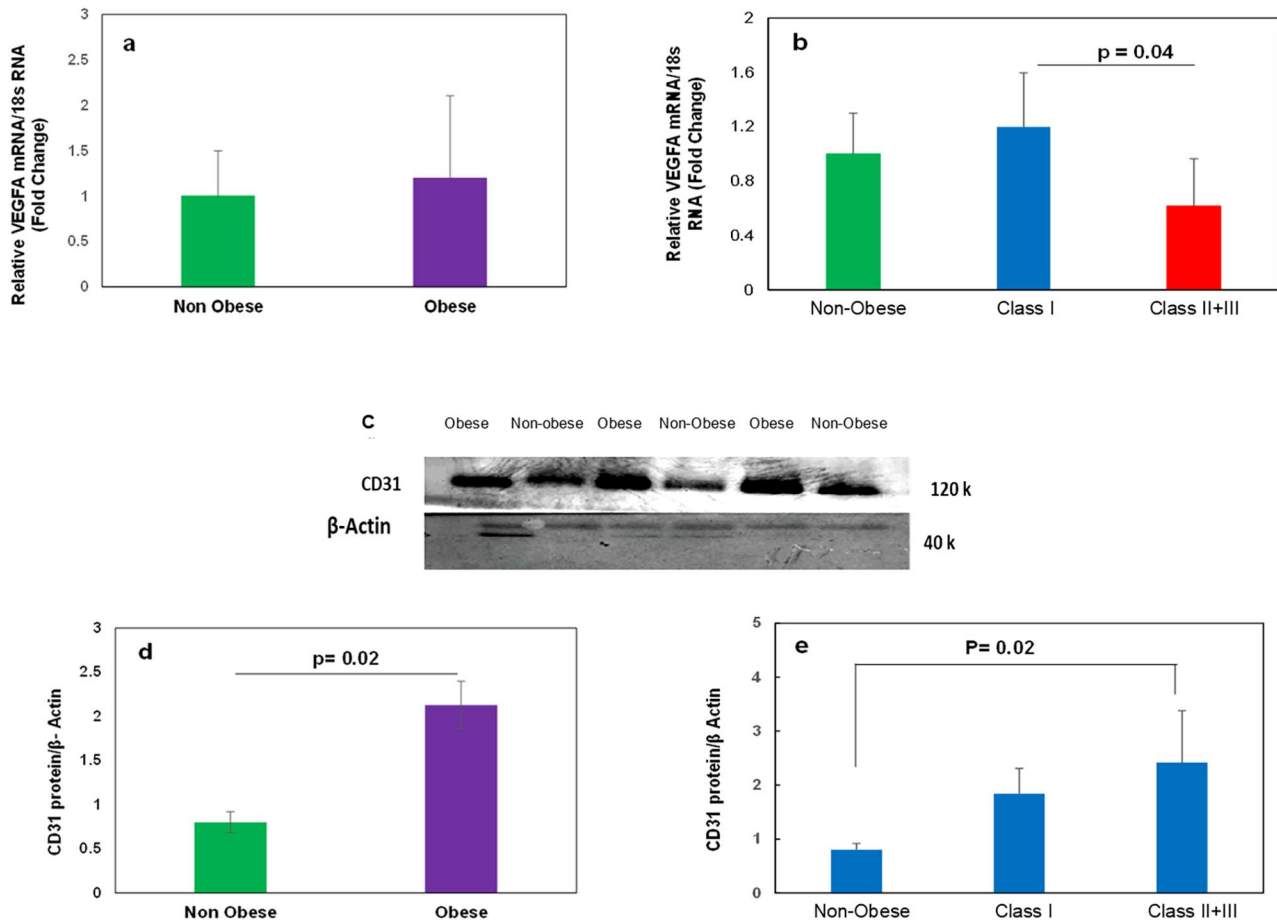 a
Relative VEGFA mRNA/18s RNA
(Fold Change)
3
2.5
2
1.5
1
0.5
0
Non Obese Obese
b
Relative VEGFA mRNA/18s
RNA (Fold Change)
2
1.6
1.2
0.8
0.4
0
p = 0.04
Non-Obese Class I Class II+III
c
Obese Non-obese Obese Non-Obese Obese Non-Obese
CD31 120 k
β-Actin 40 k
d
CD31 protein/β- Actin
3
2.5
2
1.5
1
0.5
0
p= 0.02
Non Obese Obese
e
CD31 protein/β Actin
5
4
3
2
1
0
P= 0.02
Non-Obese Class I Class II+III